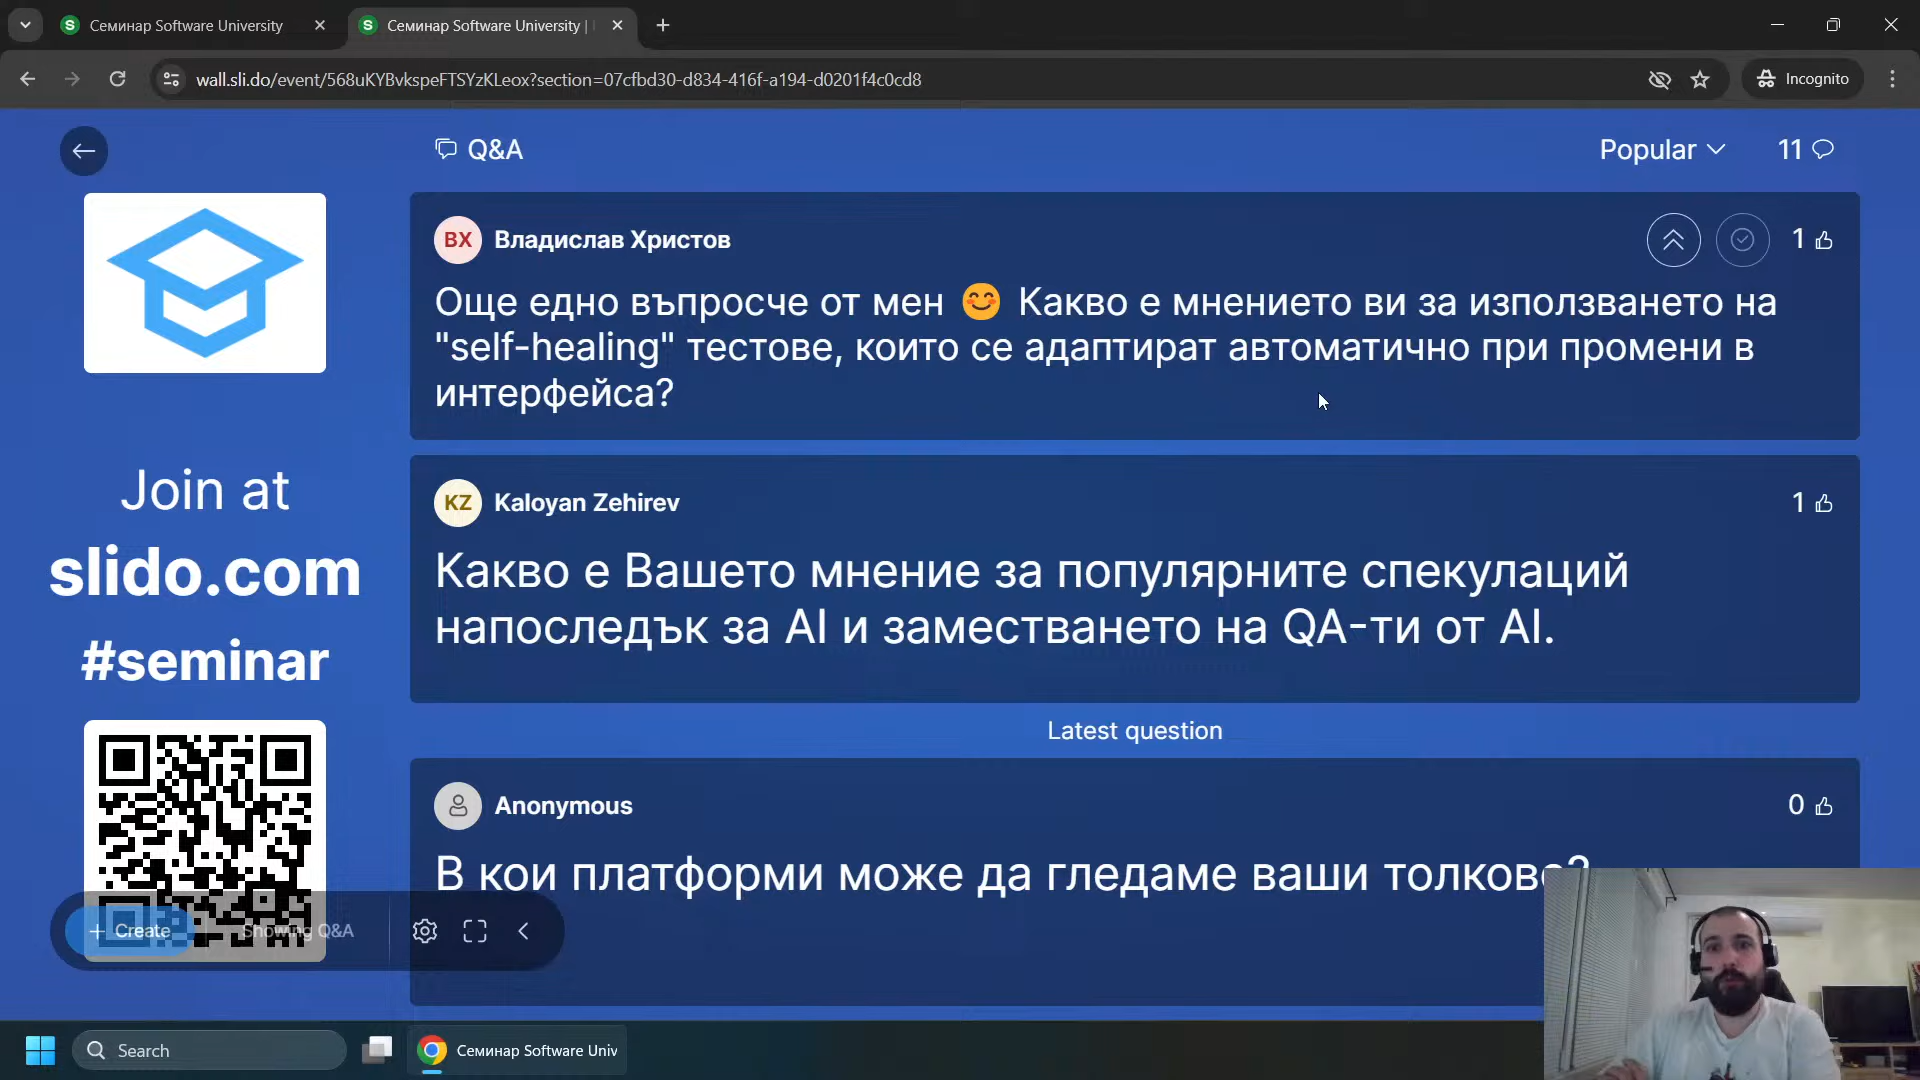 Семинар Software University
Семинар Software University |
wall.sli.do/event/568uKYBvkspeFTSYzKLeox?section=07cfbd30-d834-416f-a194-d0201f4c0cd8
Incognito
Q&A
Popular
11
Join at
slido.com
#seminar
ВХ
Владислав Христов
1
Още едно въпросче от мен 😊 Какво е мнението ви за използването на
"self-healing" тестове, които се адаптират автоматично при промени в
интерфейса?
KZ
Kaloyan Zehirev
1
Какво е Вашето мнение за популярните спекулаций
напоследък за AI и заместването на QA-ти от AI.
Latest question
Anonymous
0
В кои платформи може да гледаме ваши толкове?
+ Create
Showing Q&A
Search
Семинар Software Univ